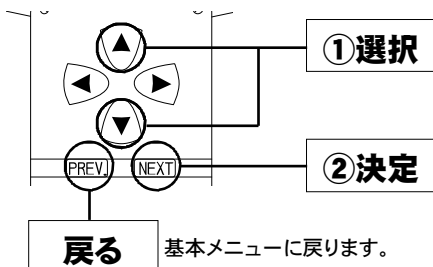 ①選択
PREV.
NEXT
②決定
戻る
基本メニューに戻ります。